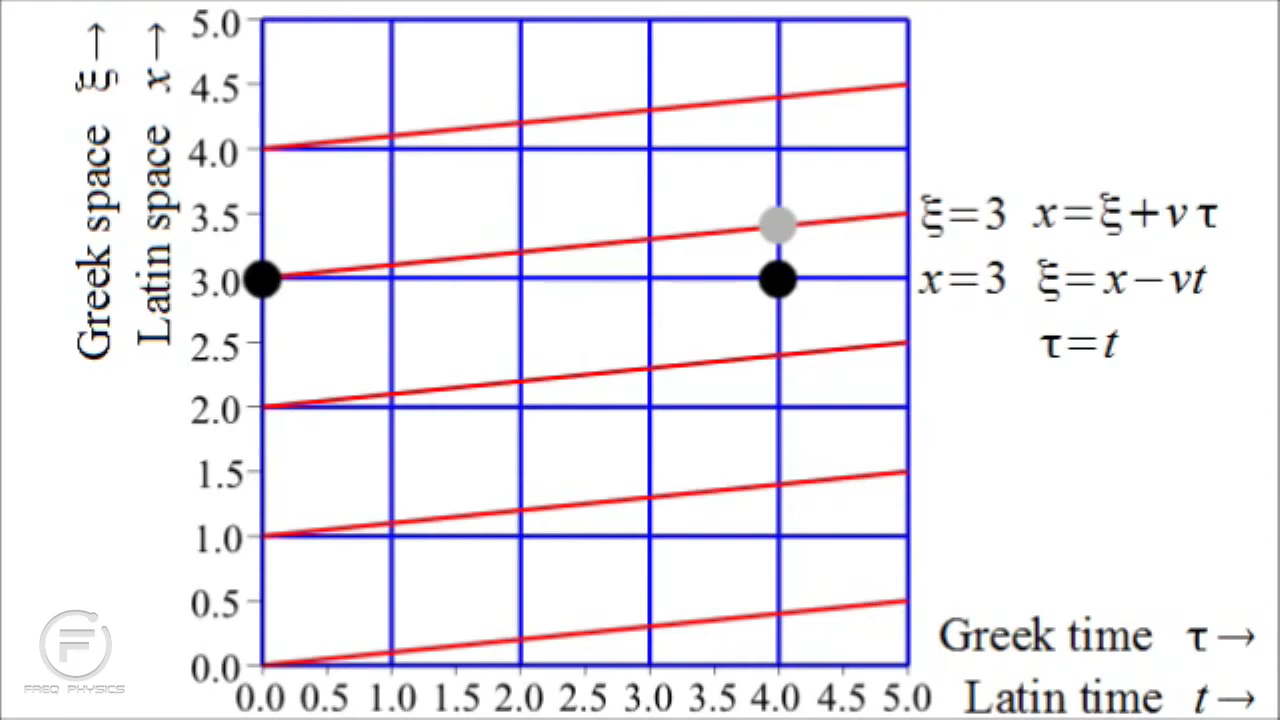 Greek space ξ→
Latin space x→
5.0
4.5
4.0
3.5
3.0
2.5
2.0
1.5
1.0
0.5
0.0
0.0 0.5 1.0 1.5 2.0 2.5 3.0 3.5 4.0 4.5 5.0
ξ=3 x=ξ+vτ
x=3 ξ=x−vt
τ=t
Greek time τ→
Latin time t→
F
FREQ PHYSICS